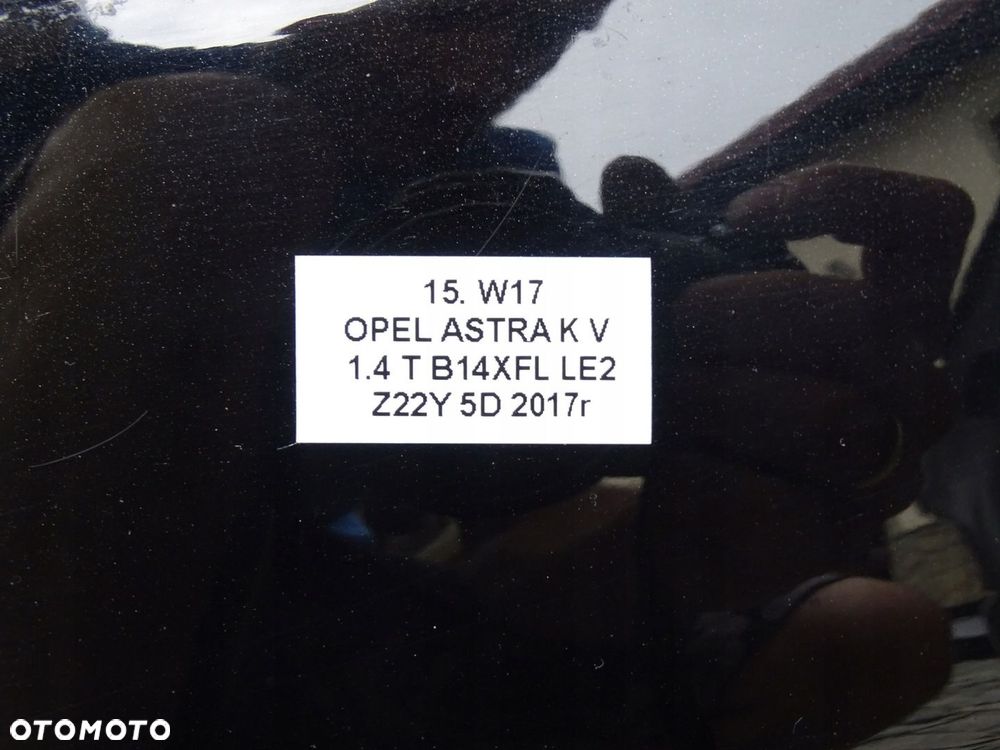 15. W17
OPEL ASTRA K V
1.4 T B14XFL LE2
Z22Y 5D 2017r
OTOMOTO